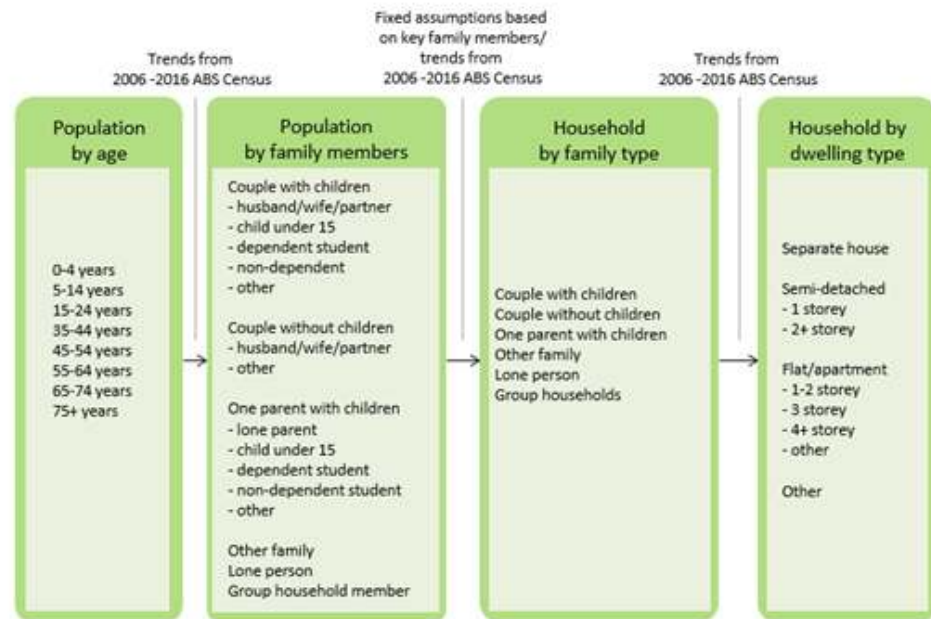 Trends from
2006 -2016 ABS Census
Fixed assumptions based
on key family members/
trends from
2006 -2016 ABS Census
Trends from
2006 -2016 ABS Census
Population
by age
0-4 years
5-14 years
15-24 years
35-44 years
45-54 years
55-64 years
65-74 years
75+ years
Population
by family members
Couple with children
- husband/wife/partner
- child under 15
- dependent student
- non-dependent
- other
Couple without children
- husband/wife/partner
- other
One parent with children
- lone parent
- child under 15
- dependent student
- non-dependent student
- other
Other family
Lone person
Group household member
Household
by family type
Couple with children
Couple without children
One parent with children
Other family
Lone person
Group households
Household by
dwelling type
Separate house
Semi-detached
- 1 storey
- 2+ storey
Flat/apartment
- 1-2 storey
- 3 storey
- 4+ storey
- other
Other